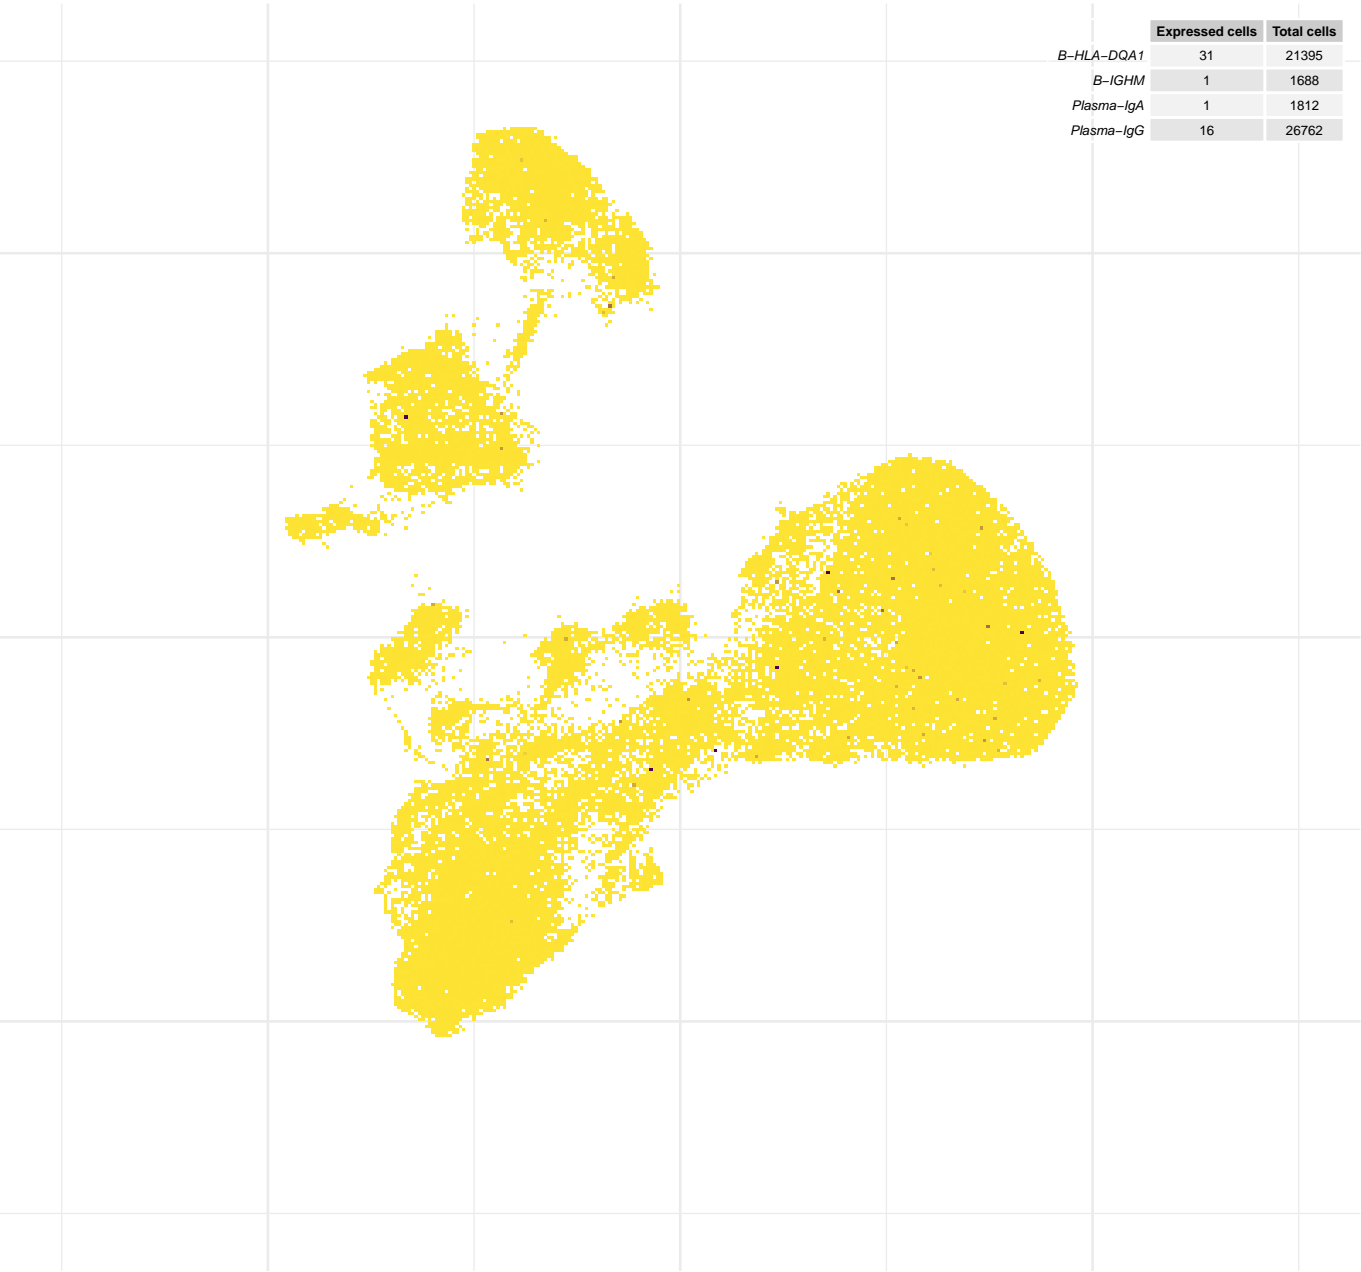 Expressed cells Total cells
B−HLA−DQA1 31 21395
B−IGHM 1 1688
Plasma−IgA 1 1812
Plasma−IgG 16 26762